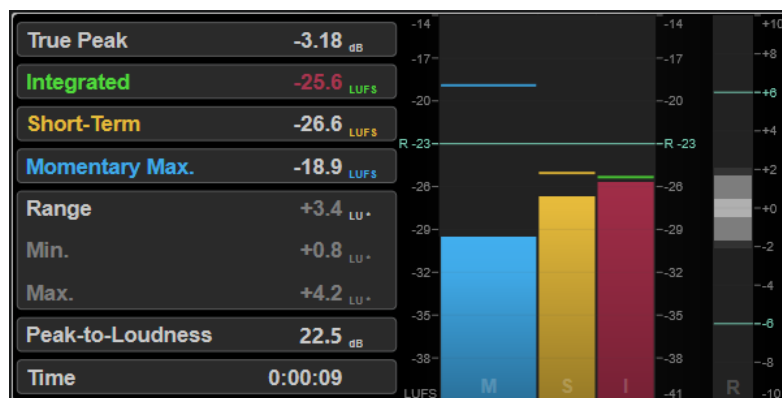 True Peak -3.18 dB
Integrated -25.6 LUFS
Short-Term -26.6 LUFS
Momentary Max. -18.9 LUFS
Range +3.4 LU
Min. +0.8 LU
Max. +4.2 LU
Peak-to-Loudness 22.5 dB
Time 0:00:09
-14 -14 +10
-17 -17 +8
-20 -20 +6
R -23 R -23 +4
-26 -26 +2
-29 -29 +0
-32 -32 -2
-35 -35 -4
-38 -38 -6
-41 -8
LUFS M S I R -10